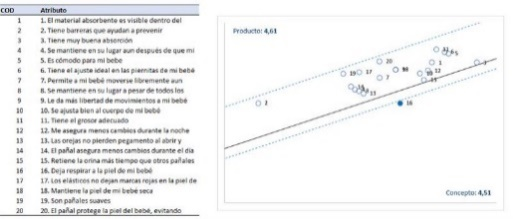 COD Atributo
1 1. El material absorbente es visible dentro del
2 2. Tiene barreras que ayudan a prevenir
3 3. Tiene muy buena absorción
4 4. Se mantiene en su lugar aun después de que mi
5 5. Es cómodo para mi bebe
6 6. Tiene el ajuste ideal en las piernitas de mi bebé
7 7. Permite a mi bebé moverse libremente aun
8 8. Se mantiene en su lugar a pesar de todos los
9 9. Le da más libertad de movimientos a mi bebé
10 10. Se ajusta bien al cuerpo de mi bebé
11 11. Tiene el grosor adecuado
12 12. Me asegura menos cambios durante la noche
13 13. Las orejas no pierden pegamento al abrir y
14 14. El pañal asegura menos cambios durante el día
15 15. Retiene la orina más tiempo que otros pañales
16 16. Deja respirar a la piel de mi bebé
17 17. Los elásticos no dejan marcas rojas en la piel de
18 18. Mantiene la piel de mi bebé seca
19 19. Son pañales suaves
20 20. El pañal protege la piel del bebé, evitando
Producto: 4,61
20
1
19 17
12
7
16
Concepto: 4,51